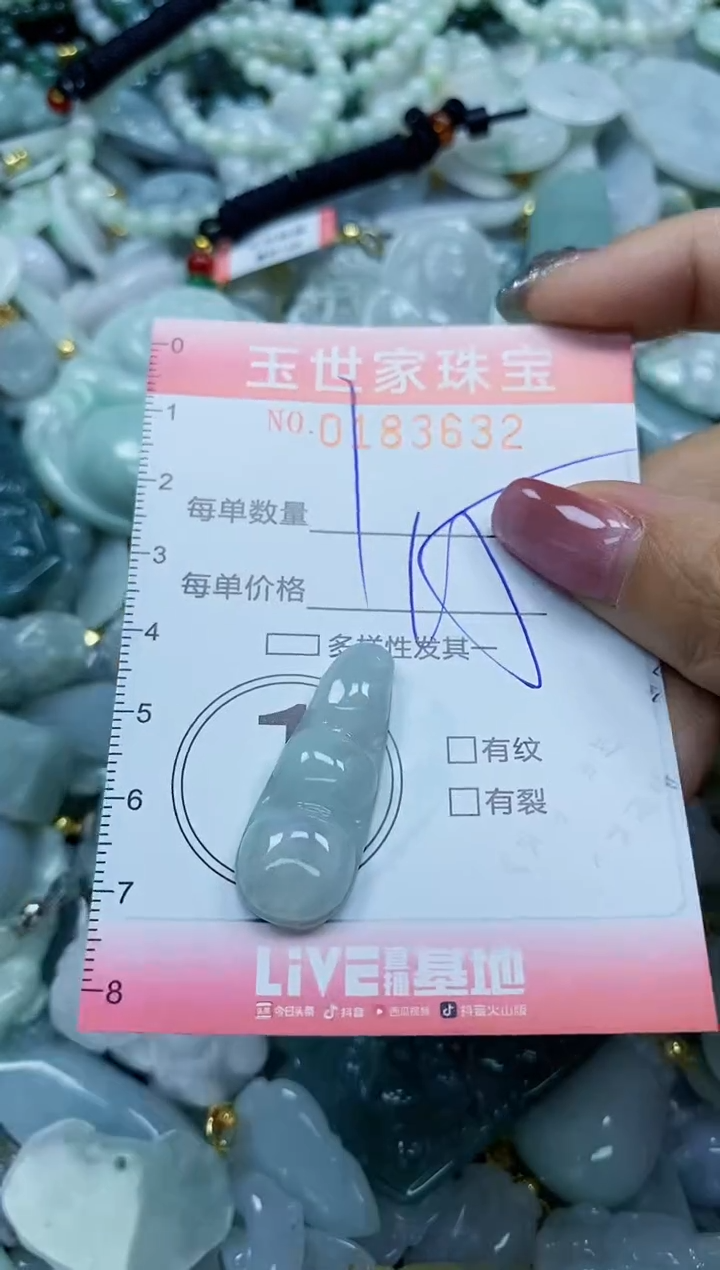 玉世家珠宝
NO. 0183632
每单数量
每单价格
多样性发其一
1
有纹
有裂
0
1
2
3
4
5
6
7
8
LiVE直播基地
今日头条 抖音 西瓜视频 抖音火山版